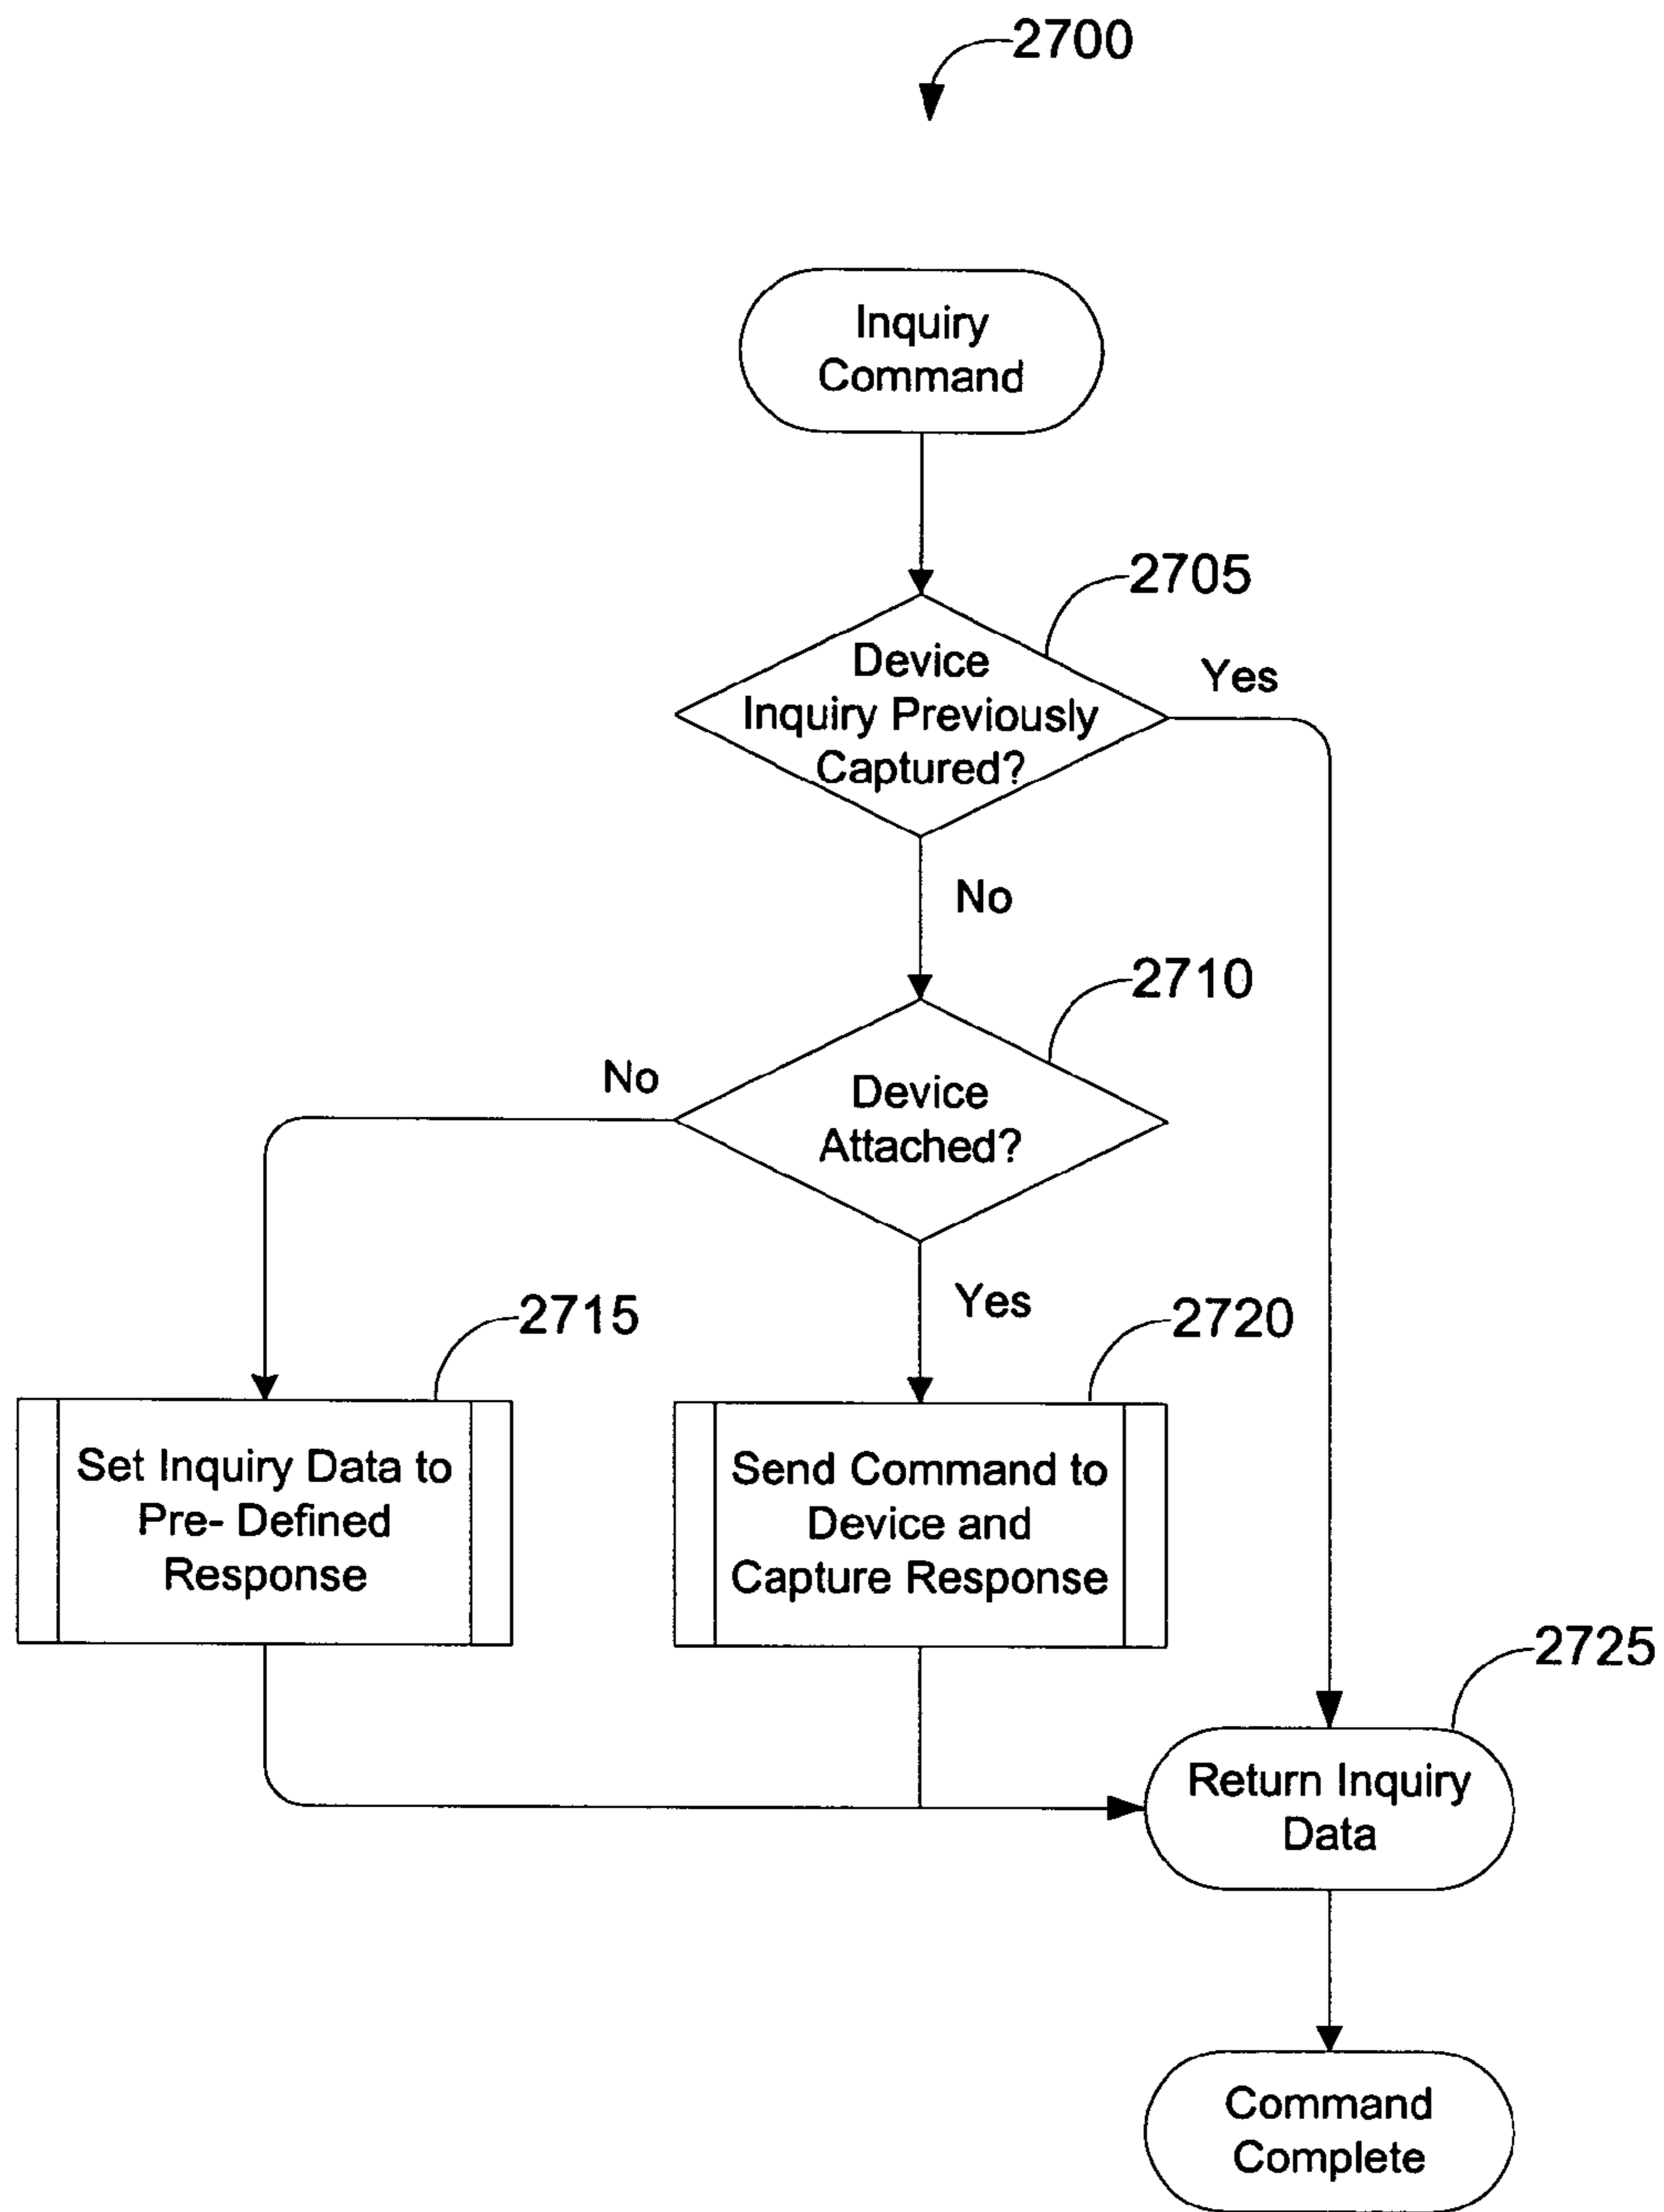 2700
Inquiry
Command
2705
Device
Inquiry Previously
Captured?
Yes
No
2710
No
Device
Attached?
Yes
2715
2720
Set Inquiry Data to
Pre- Defined
Response
Send Command to
Device and
Capture Response
2725
Return Inquiry
Data
Command
Complete